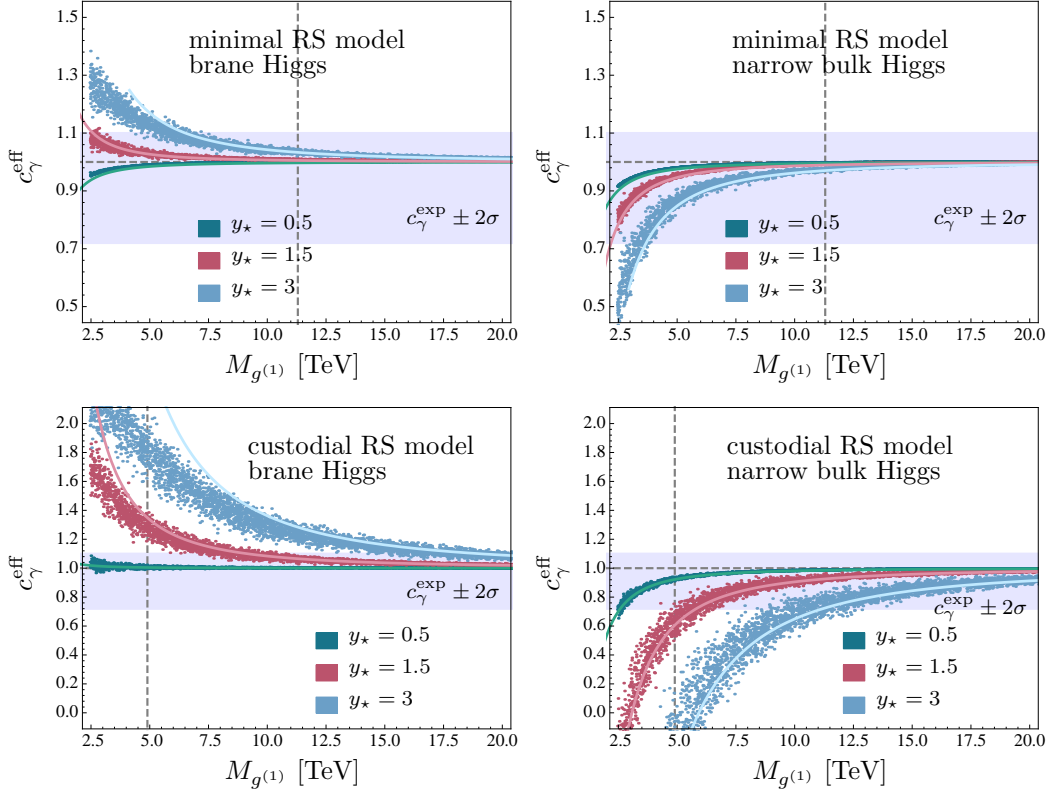 minimal RS model
brane Higgs
c_γ^eff
1.5
1.3
1.1
0.9
0.7
0.5
c_γ^exp ± 2σ
y⋆ = 0.5
y⋆ = 1.5
y⋆ = 3
2.5 5.0 7.5 10.0 12.5 15.0 17.5 20.0
M_g(1) [TeV]
minimal RS model
narrow bulk Higgs
c_γ^eff
1.5
1.3
1.1
0.9
0.7
0.5
c_γ^exp ± 2σ
y⋆ = 0.5
y⋆ = 1.5
y⋆ = 3
2.5 5.0 7.5 10.0 12.5 15.0 17.5 20.0
M_g(1) [TeV]
custodial RS model
brane Higgs
c_γ^eff
2.0
1.8
1.6
1.4
1.2
1.0
0.8
0.6
0.4
0.2
0.0
c_γ^exp ± 2σ
y⋆ = 0.5
y⋆ = 1.5
y⋆ = 3
2.5 5.0 7.5 10.0 12.5 15.0 17.5 20.0
M_g(1) [TeV]
custodial RS model
narrow bulk Higgs
c_γ^eff
2.0
1.8
1.6
1.4
1.2
1.0
0.8
0.6
0.4
0.2
0.0
c_γ^exp ± 2σ
y⋆ = 0.5
y⋆ = 1.5
y⋆ = 3
2.5 5.0 7.5 10.0 12.5 15.0 17.5 20.0
M_g(1) [TeV]